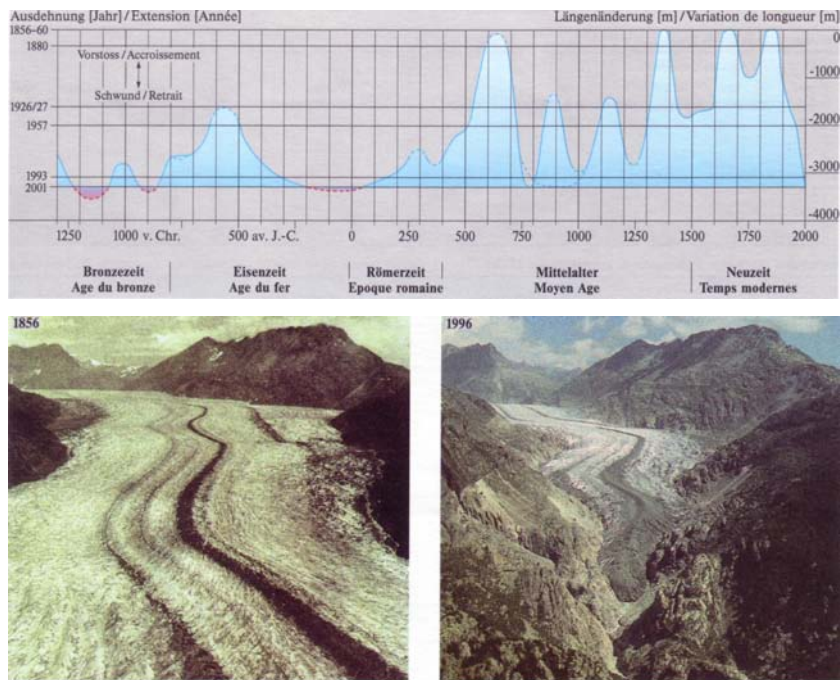 Ausdehnung [Jahr] / Extension [Année]
Längenänderung [m] / Variation de longueur [m]
1856-60
1880
1926/27
1957
1993
2001
Vorstoss / Accroissement
Schwund / Retrait
0
-1000
-2000
-3000
-4000
1250 1000 v. Chr. 500 av. J.-C. 0 250 500 750 1000 1250 1500 1750 2000
Bronzezeit
Age du bronze
Eisenzeit
Age du fer
Römerzeit
Epoque romaine
Mittelalter
Moyen Age
Neuzeit
Temps modernes
1856
1996